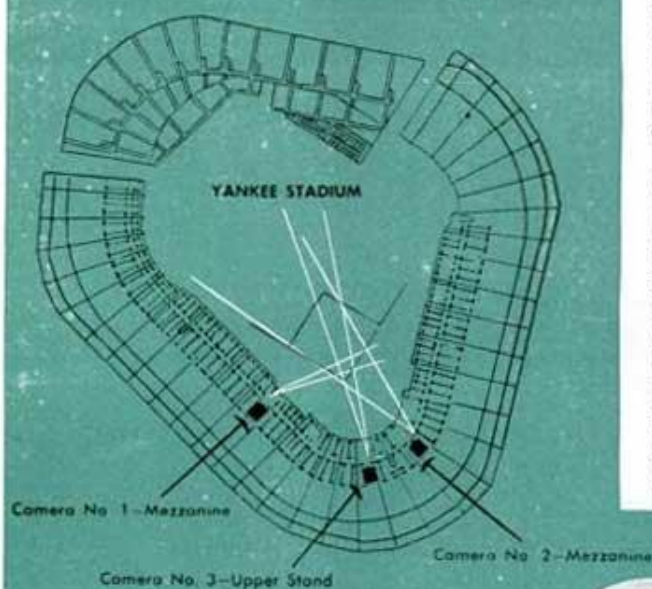 YANKEE STADIUM
Camera No 1–Mezzanine
Camera No 2–Mezzanine
Camera No. 3–Upper Stand